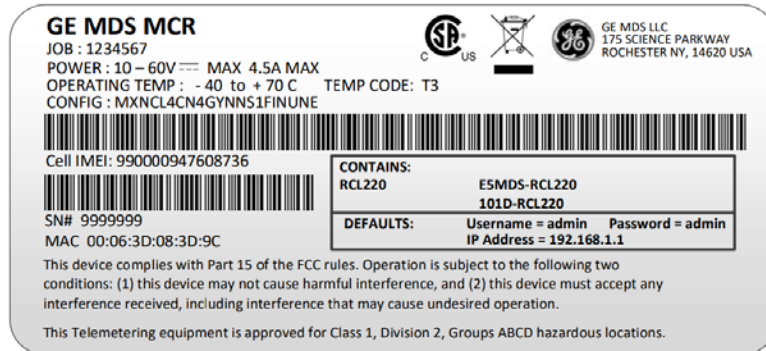 GE MDS MCR
JOB : 1234567
POWER : 10 – 60V⎓ MAX 4.5A MAX
OPERATING TEMP : - 40 to + 70 C TEMP CODE: T3
CONFIG : MXNCL4CN4GYNNS1FINUNE
C SA US
GE
GE MDS LLC
175 SCIENCE PARKWAY
ROCHESTER NY, 14620 USA
Cell IMEI: 990000947608736
SN# 9999999
MAC 00:06:3D:08:3D:9C
CONTAINS:
RCL220 E5MDS-RCL220
101D-RCL220
DEFAULTS: Username = admin Password = admin
IP Address = 192.168.1.1
This device complies with Part 15 of the FCC rules. Operation is subject to the following two
conditions: (1) this device may not cause harmful interference, and (2) this device must accept any
interference received, including interference that may cause undesired operation.
This Telemetering equipment is approved for Class 1, Division 2, Groups ABCD hazardous locations.